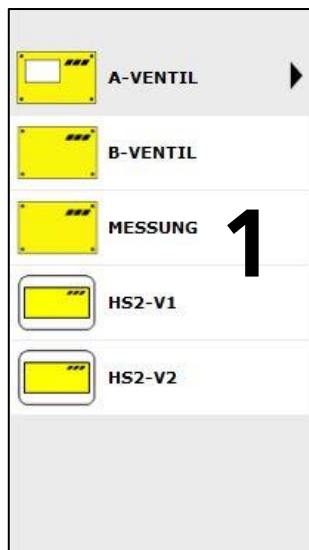 A-VENTIL
B-VENTIL
MESSUNG
1
HS2-V1
HS2-V2